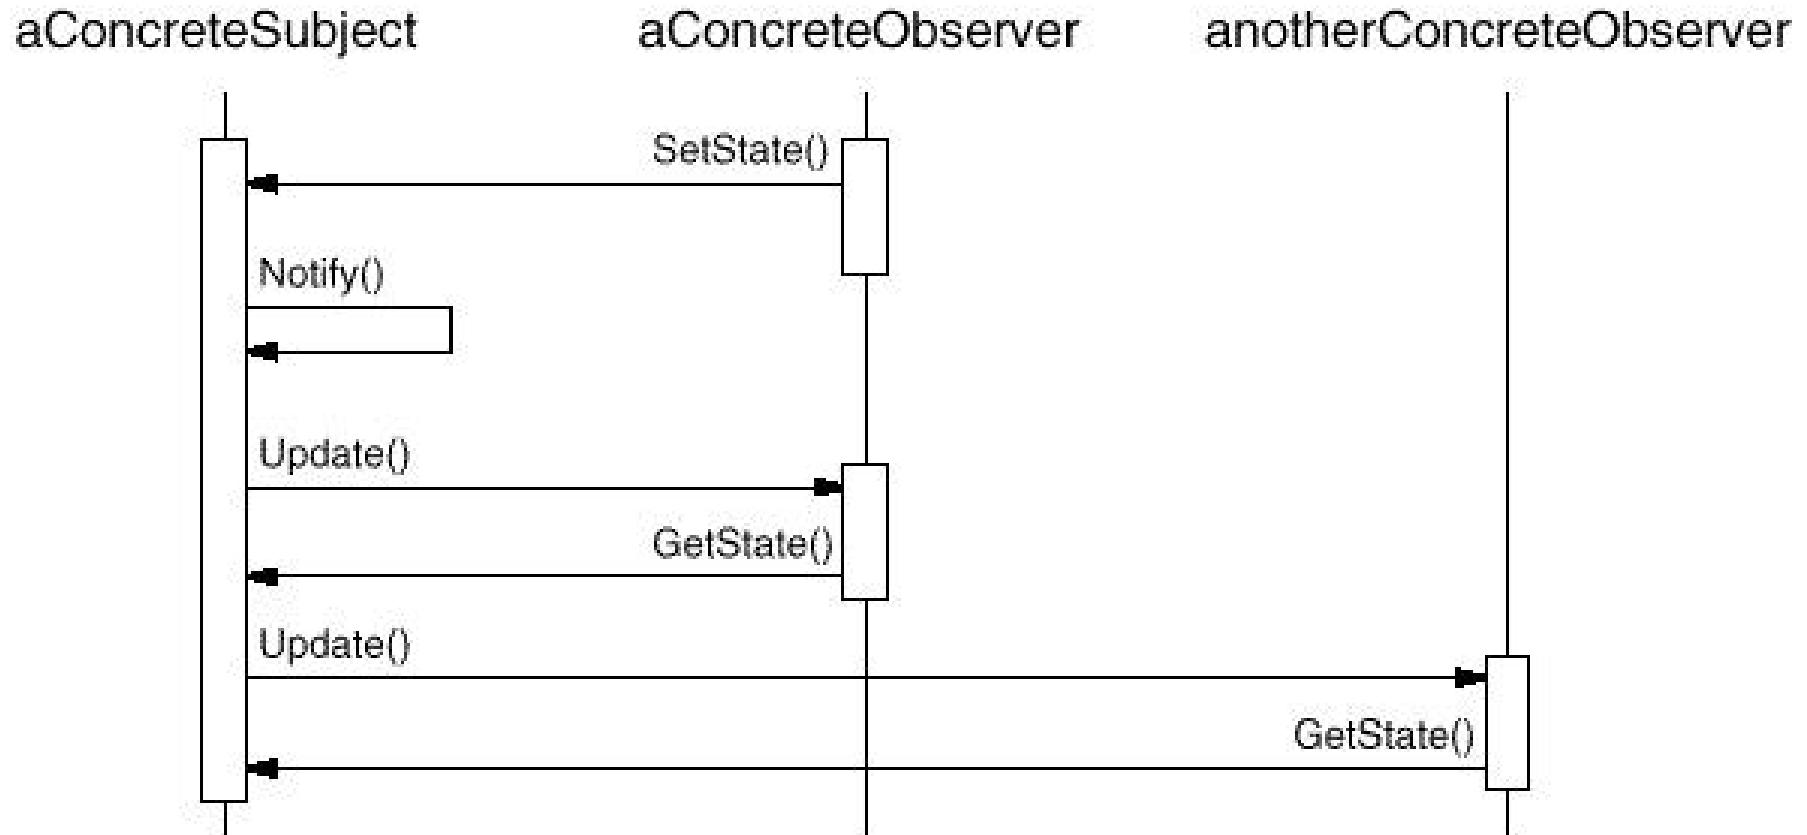 aConcreteSubject
aConcreteObserver
anotherConcreteObserver
SetState()
Notify()
Update()
GetState()
Update()
GetState()